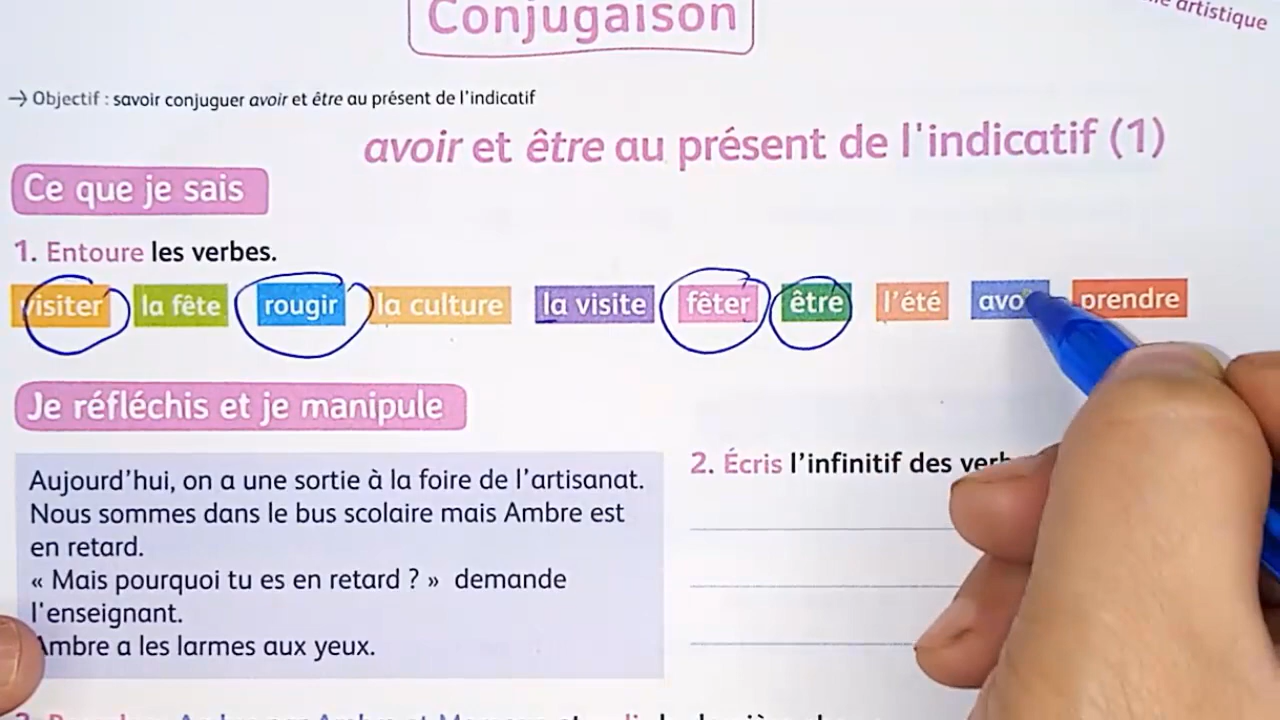 Conjugaison
artistique
→ Objectif : savoir conjuguer avoir et être au présent de l'indicatif
avoir et être au présent de l'indicatif (1)
Ce que je sais
1. Entoure les verbes.
visiter la fête rougir la culture la visite fêter être l'été prendre
Je réfléchis et je manipule
Aujourd'hui, on a une sortie à la foire de l'artisanat.
Nous sommes dans le bus scolaire mais Ambre est
en retard.
« Mais pourquoi tu es en retard ? » demande
l'enseignant.
Ambre a les larmes aux yeux.
2. Écris l'infinitif des